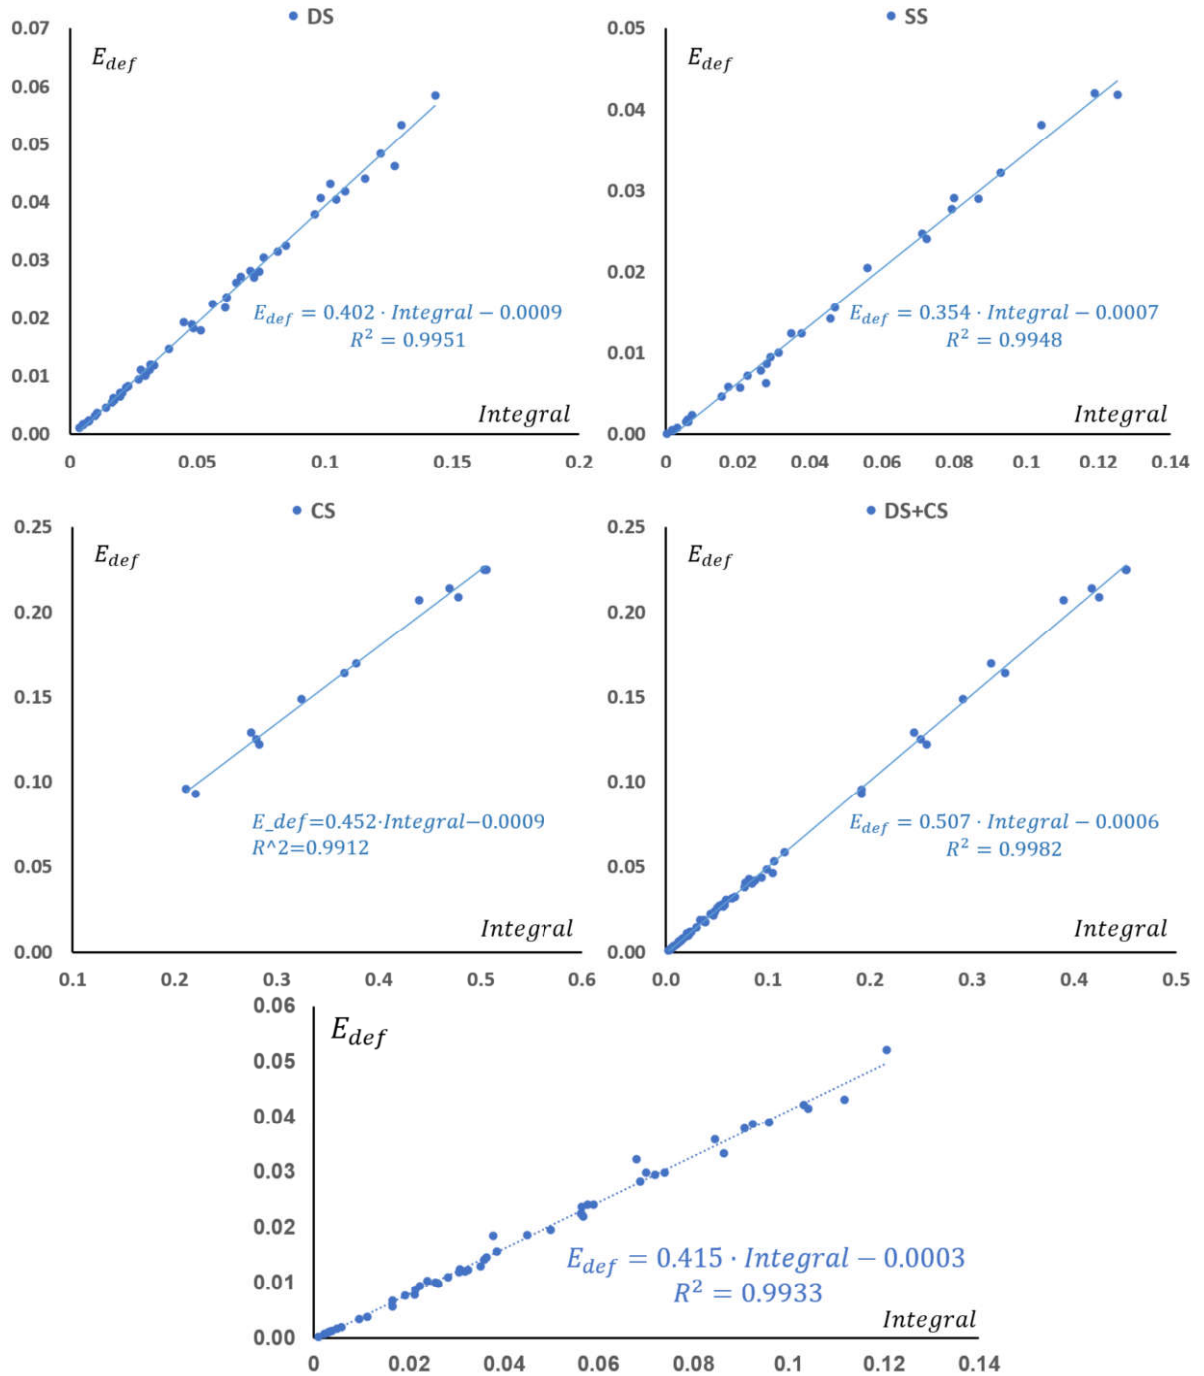 DS
E_def
0.07
0.06
0.05
0.04
0.03
0.02
0.01
0.00
E_def = 0.402 · Integral − 0.0009
R² = 0.9951
Integral
0 0.05 0.1 0.15 0.2
SS
E_def
0.05
0.04
0.03
0.02
0.01
0.00
E_def = 0.354 · Integral − 0.0007
R² = 0.9948
Integral
0 0.02 0.04 0.06 0.08 0.1 0.12 0.14
CS
E_def
0.25
0.20
0.15
0.10
0.05
0.00
E_def=0.452·Integral−0.0009
R^2=0.9912
Integral
0.1 0.2 0.3 0.4 0.5 0.6
DS+CS
E_def
0.25
0.20
0.15
0.10
0.05
0.00
E_def = 0.507 · Integral − 0.0006
R² = 0.9982
Integral
0.0 0.1 0.2 0.3 0.4 0.5
E_def
0.06
0.05
0.04
0.03
0.02
0.01
0.00
E_def = 0.415 · Integral − 0.0003
R² = 0.9933
Integral
0 0.02 0.04 0.06 0.08 0.1 0.12 0.14